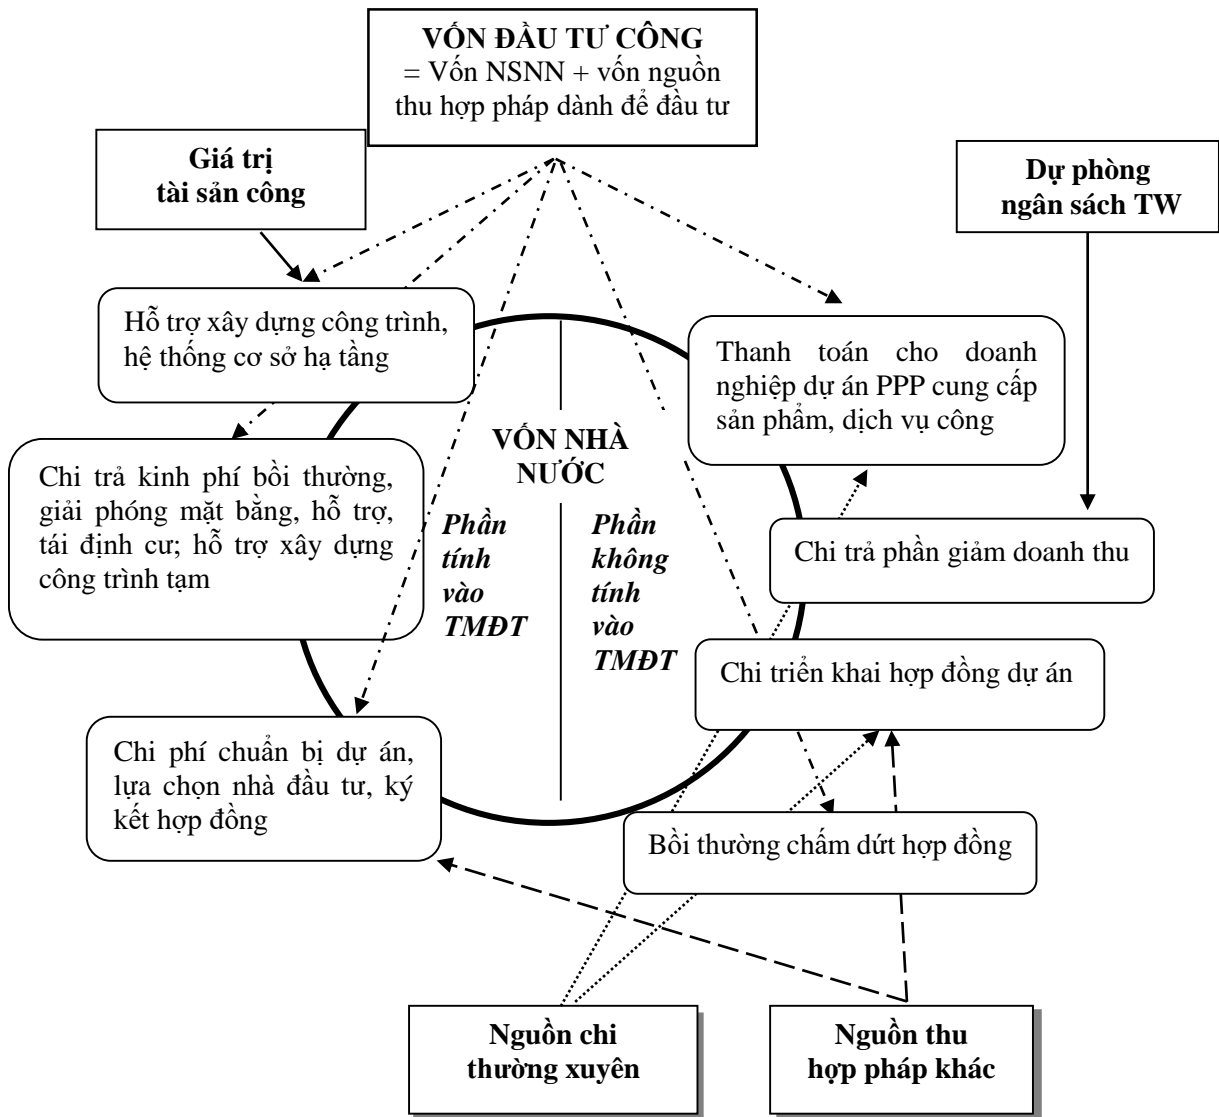 VỐN ĐẦU TƯ CÔNG
= Vốn NSNN + vốn nguồn
thu hợp pháp dành để đầu tư
Giá trị
tài sản công
Dự phòng
ngân sách TW
Hỗ trợ xây dựng công trình,
hệ thống cơ sở hạ tầng
Thanh toán cho doanh
nghiệp dự án PPP cung cấp
sản phẩm, dịch vụ công
VỐN NHÀ
NƯỚC
Chi trả kinh phí bồi thường,
giải phóng mặt bằng, hỗ trợ,
tái định cư; hỗ trợ xây dựng
công trình tạm
Phần
tính
vào
TMĐT
Phần
không
tính
vào
TMĐT
Chi trả phần giảm doanh thu
Chi triển khai hợp đồng dự án
Chi phí chuẩn bị dự án,
lựa chọn nhà đầu tư, ký
kết hợp đồng
Bồi thường chấm dứt hợp đồng
Nguồn chi
thường xuyên
Nguồn thu
hợp pháp khác